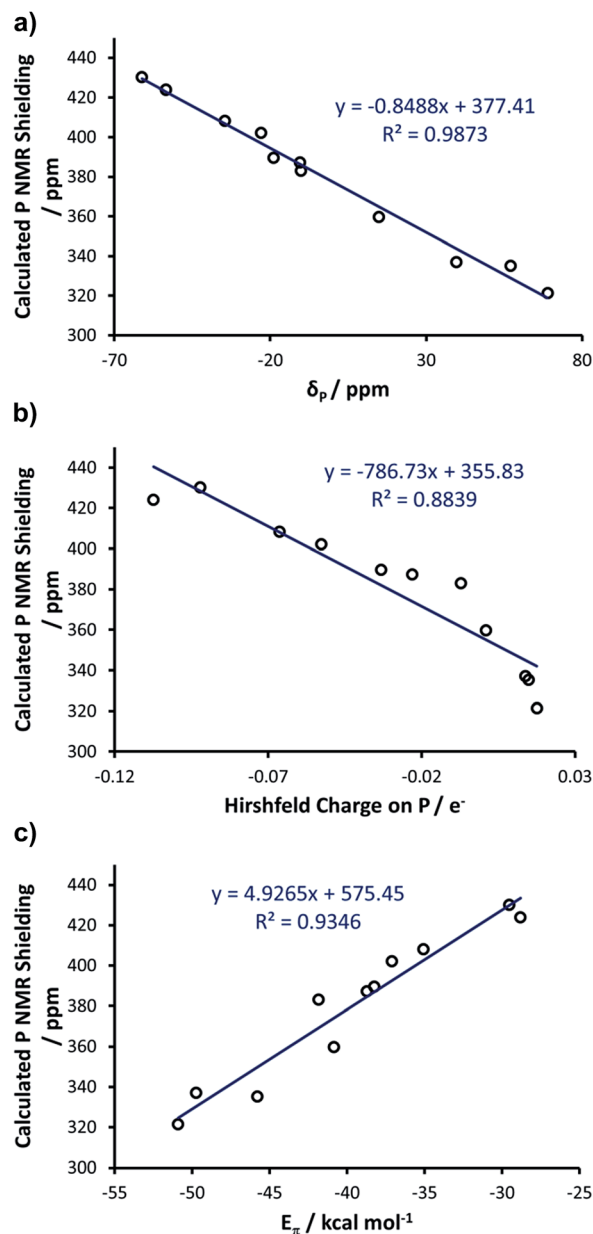 a)
Calculated P NMR Shielding
/ ppm
440
420
400
380
360
340
320
300
y = -0.8488x + 377.41
R² = 0.9873
-70
-20
30
80
δP / ppm
b)
Calculated P NMR Shielding
/ ppm
440
420
400
380
360
340
320
300
y = -786.73x + 355.83
R² = 0.8839
-0.12
-0.07
-0.02
0.03
Hirshfeld Charge on P / e⁻
c)
Calculated P NMR Shielding
/ ppm
440
420
400
380
360
340
320
300
y = 4.9265x + 575.45
R² = 0.9346
-55
-50
-45
-40
-35
-30
-25
Eπ / kcal mol⁻¹